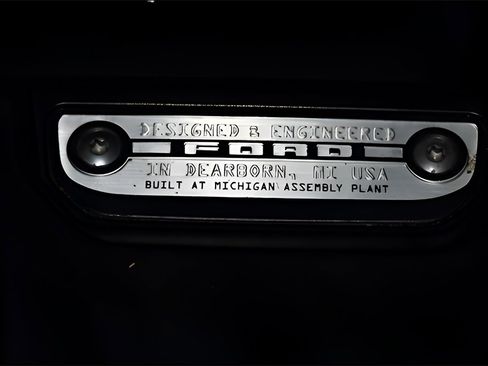 DESIGNED & ENGINEERED
FORD
IN DEARBORN, MI USA
BUILT AT MICHIGAN ASSEMBLY PLANT